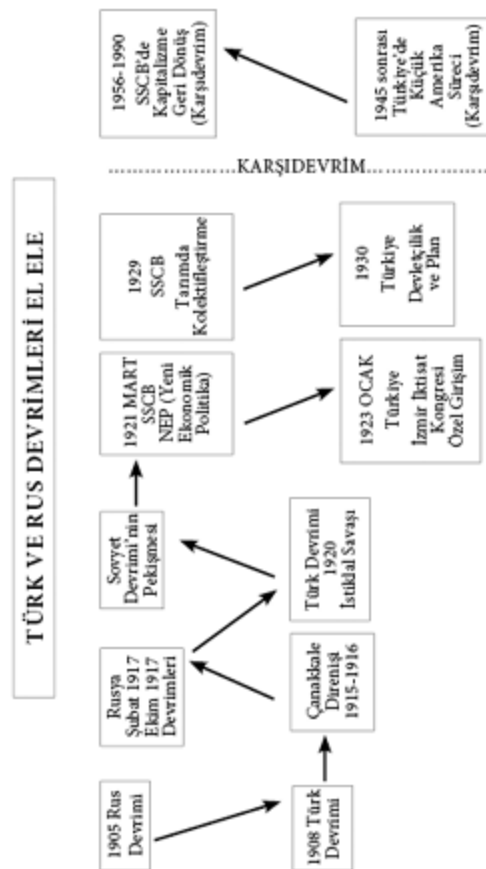 TÜRK VE RUS DEVRİMLERİ EL ELE
1905 Rus
Devrimi
Rusya
Şubat 1917
Ekim 1917
Devrimleri
Sovyet
Devrimi'nin
Pekişmesi
1921 MART
SSCB
NEP (Yeni
Ekonomik
Politika)
1929
SSCB
Tarımda
Kolektifleştirme
1956-1990
SSCB'de
Kapitalizme
Geri Dönüş
(Karşıdevrim)
KARŞIDEVRİM
1908 Türk
Devrimi
Çanakkale
Direnişi
1915-1916
Türk Devrimi
1920
İstiklal Savaşı
1923 OCAK
Türkiye
İzmir İktisat
Kongresi
Özel Girişim
1930
Türkiye
Devletçilik
ve Plan
1945 sonrası
Türkiye'de
Küçük
Amerika
Süreci
(Karşıdevrim)